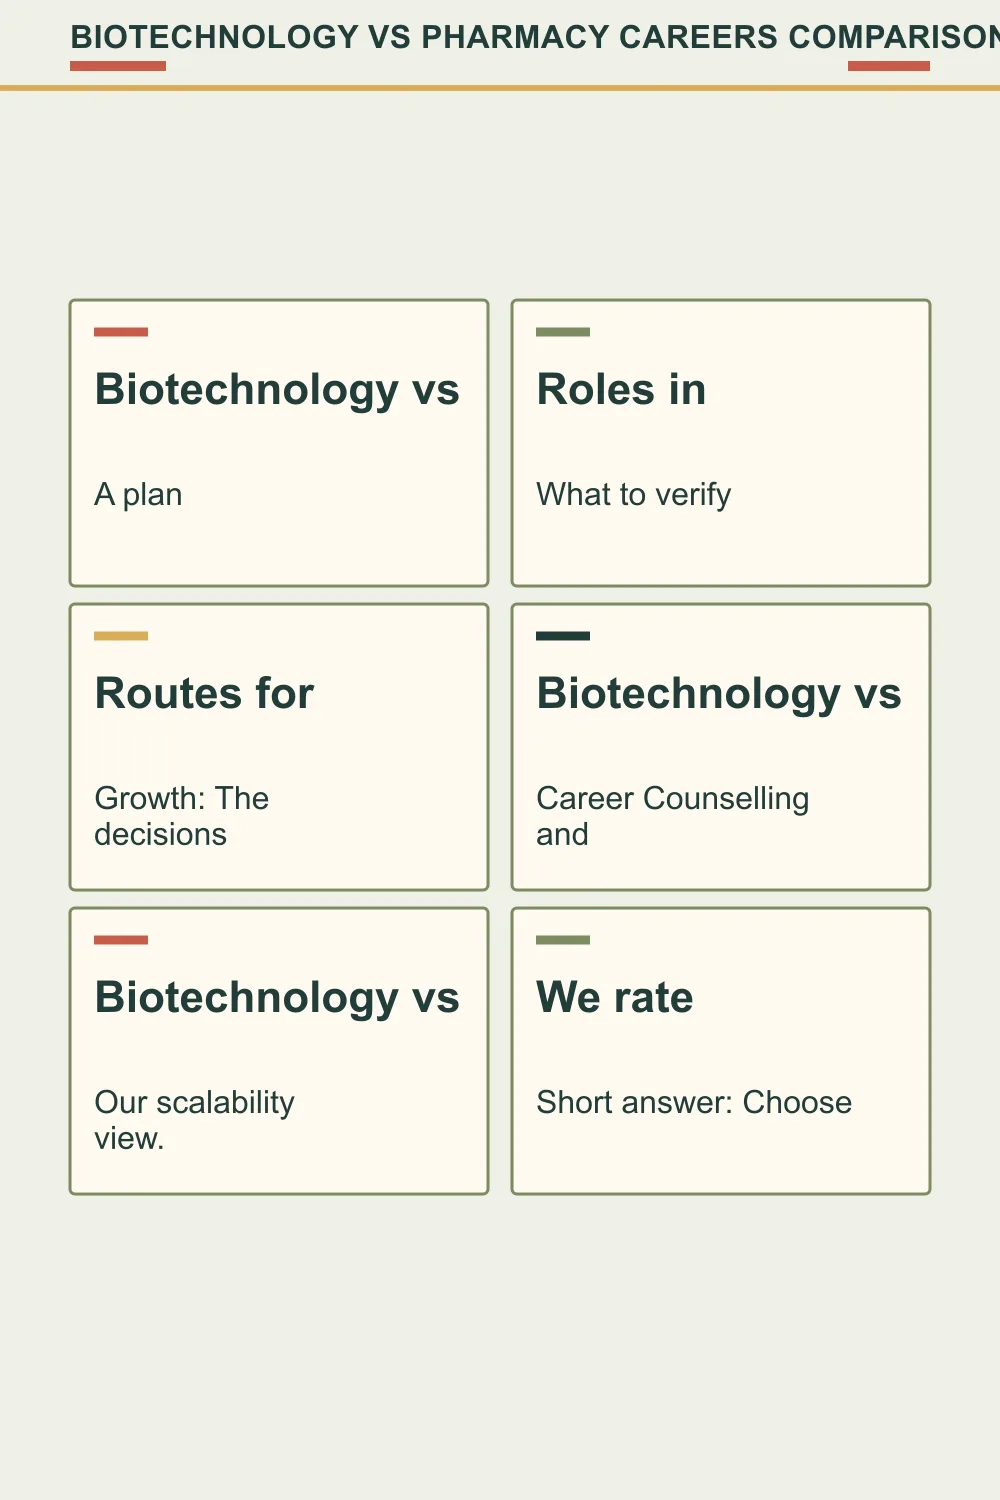 BIOTECHNOLOGY VS PHARMACY CAREERS COMPARISON
Biotechnology vs
A plan
Roles in
What to verify
Routes for
Growth: The
decisions
Biotechnology vs
Career Counselling
and
Biotechnology vs
Our scalability
view.
We rate
Short answer: Choose